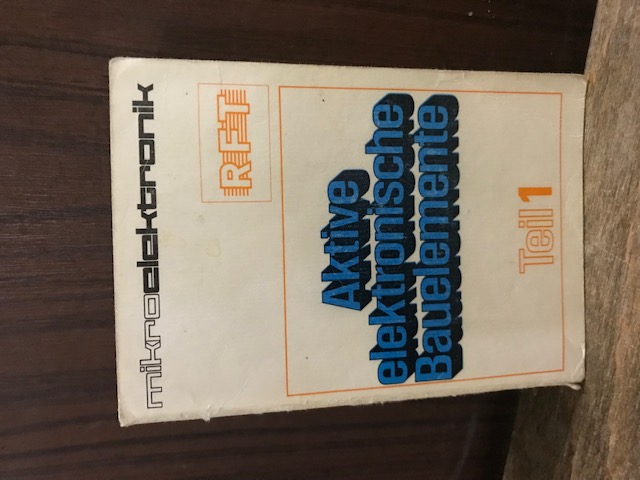 mikroelektronik
RFT
Aktive
elektronische
Bauelemente
Teil 1